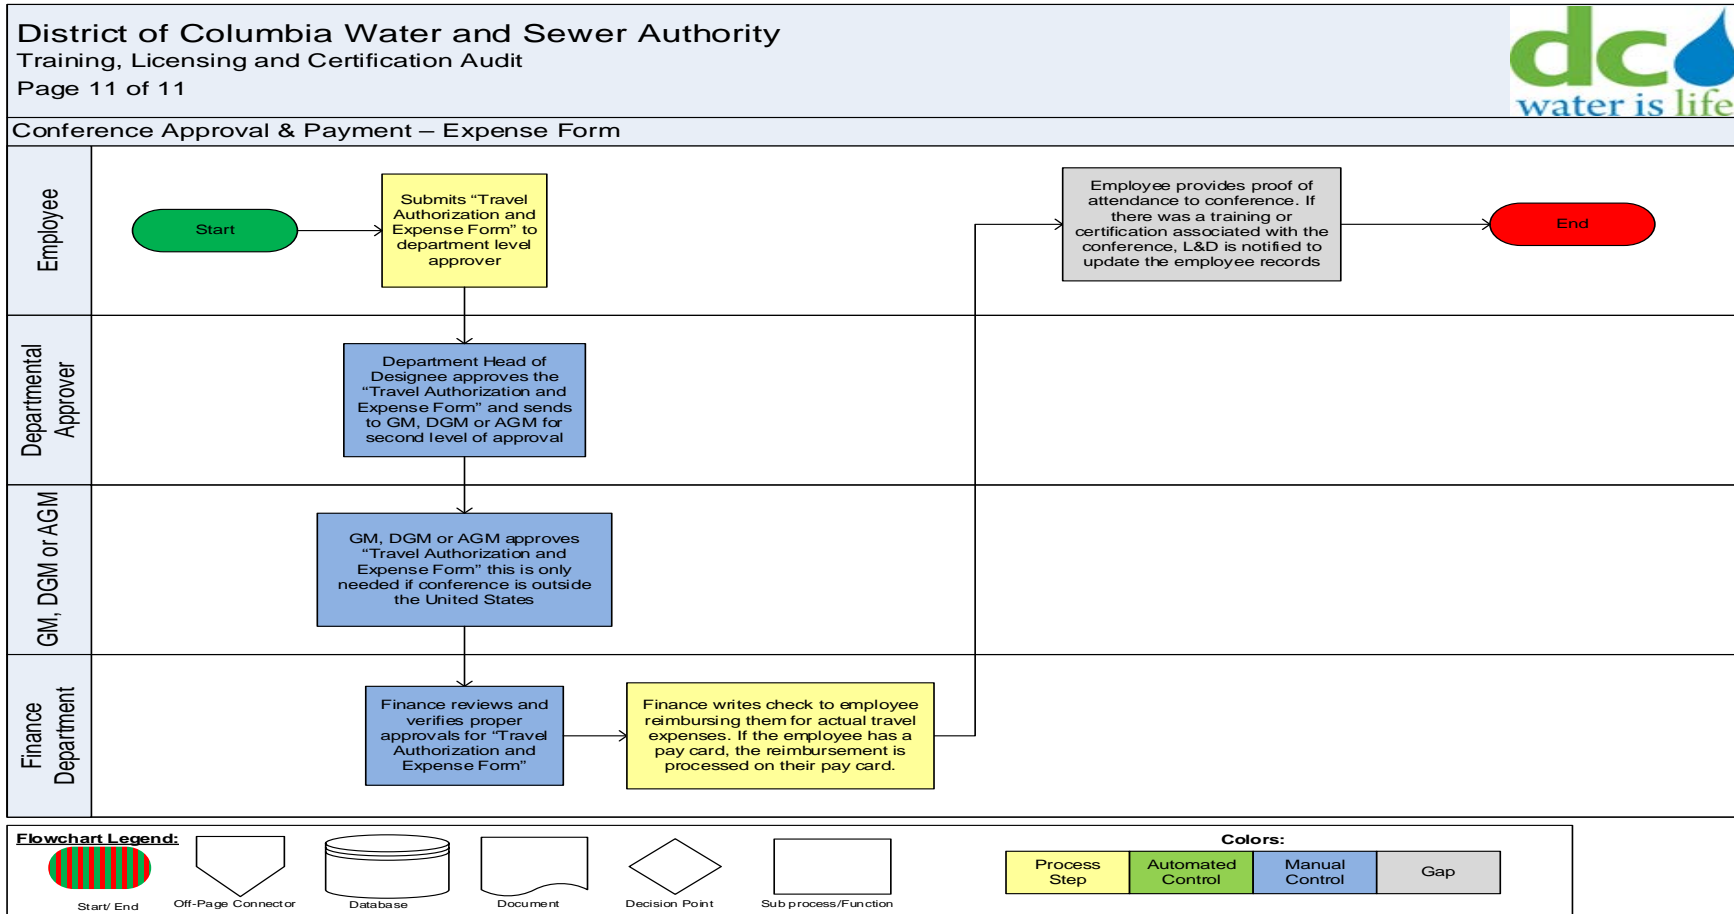 District of Columbia Water and Sewer Authority
Training, Licensing and Certification Audit
Page 11 of 11
dc
water is life
Conference Approval & Payment – Expense Form
Employee
Start
Submits “Travel
Authorization and
Expense Form” to
department level
approver
Employee provides proof of
attendance to conference. If
there was a training or
certification associated with the
conference, L&D is notified to
update the employee records
End
Departmental
Approver
Department Head of
Designee approves the
“Travel Authorization and
Expense Form” and sends
to GM, DGM or AGM for
second level of approval
GM, DGM or AGM
GM, DGM or AGM approves
“Travel Authorization and
Expense Form” this is only
needed if conference is outside
the United States
Finance
Department
Finance reviews and
verifies proper
approvals for “Travel
Authorization and
Expense Form”
Finance writes check to employee
reimbursing them for actual travel
expenses. If the employee has a
pay card, the reimbursement is
processed on their pay card.
Flowchart Legend:
Start/ End
Off-Page Connector
Database
Document
Decision Point
Sub process/Function
Colors:
Process
Step
Automated
Control
Manual
Control
Gap